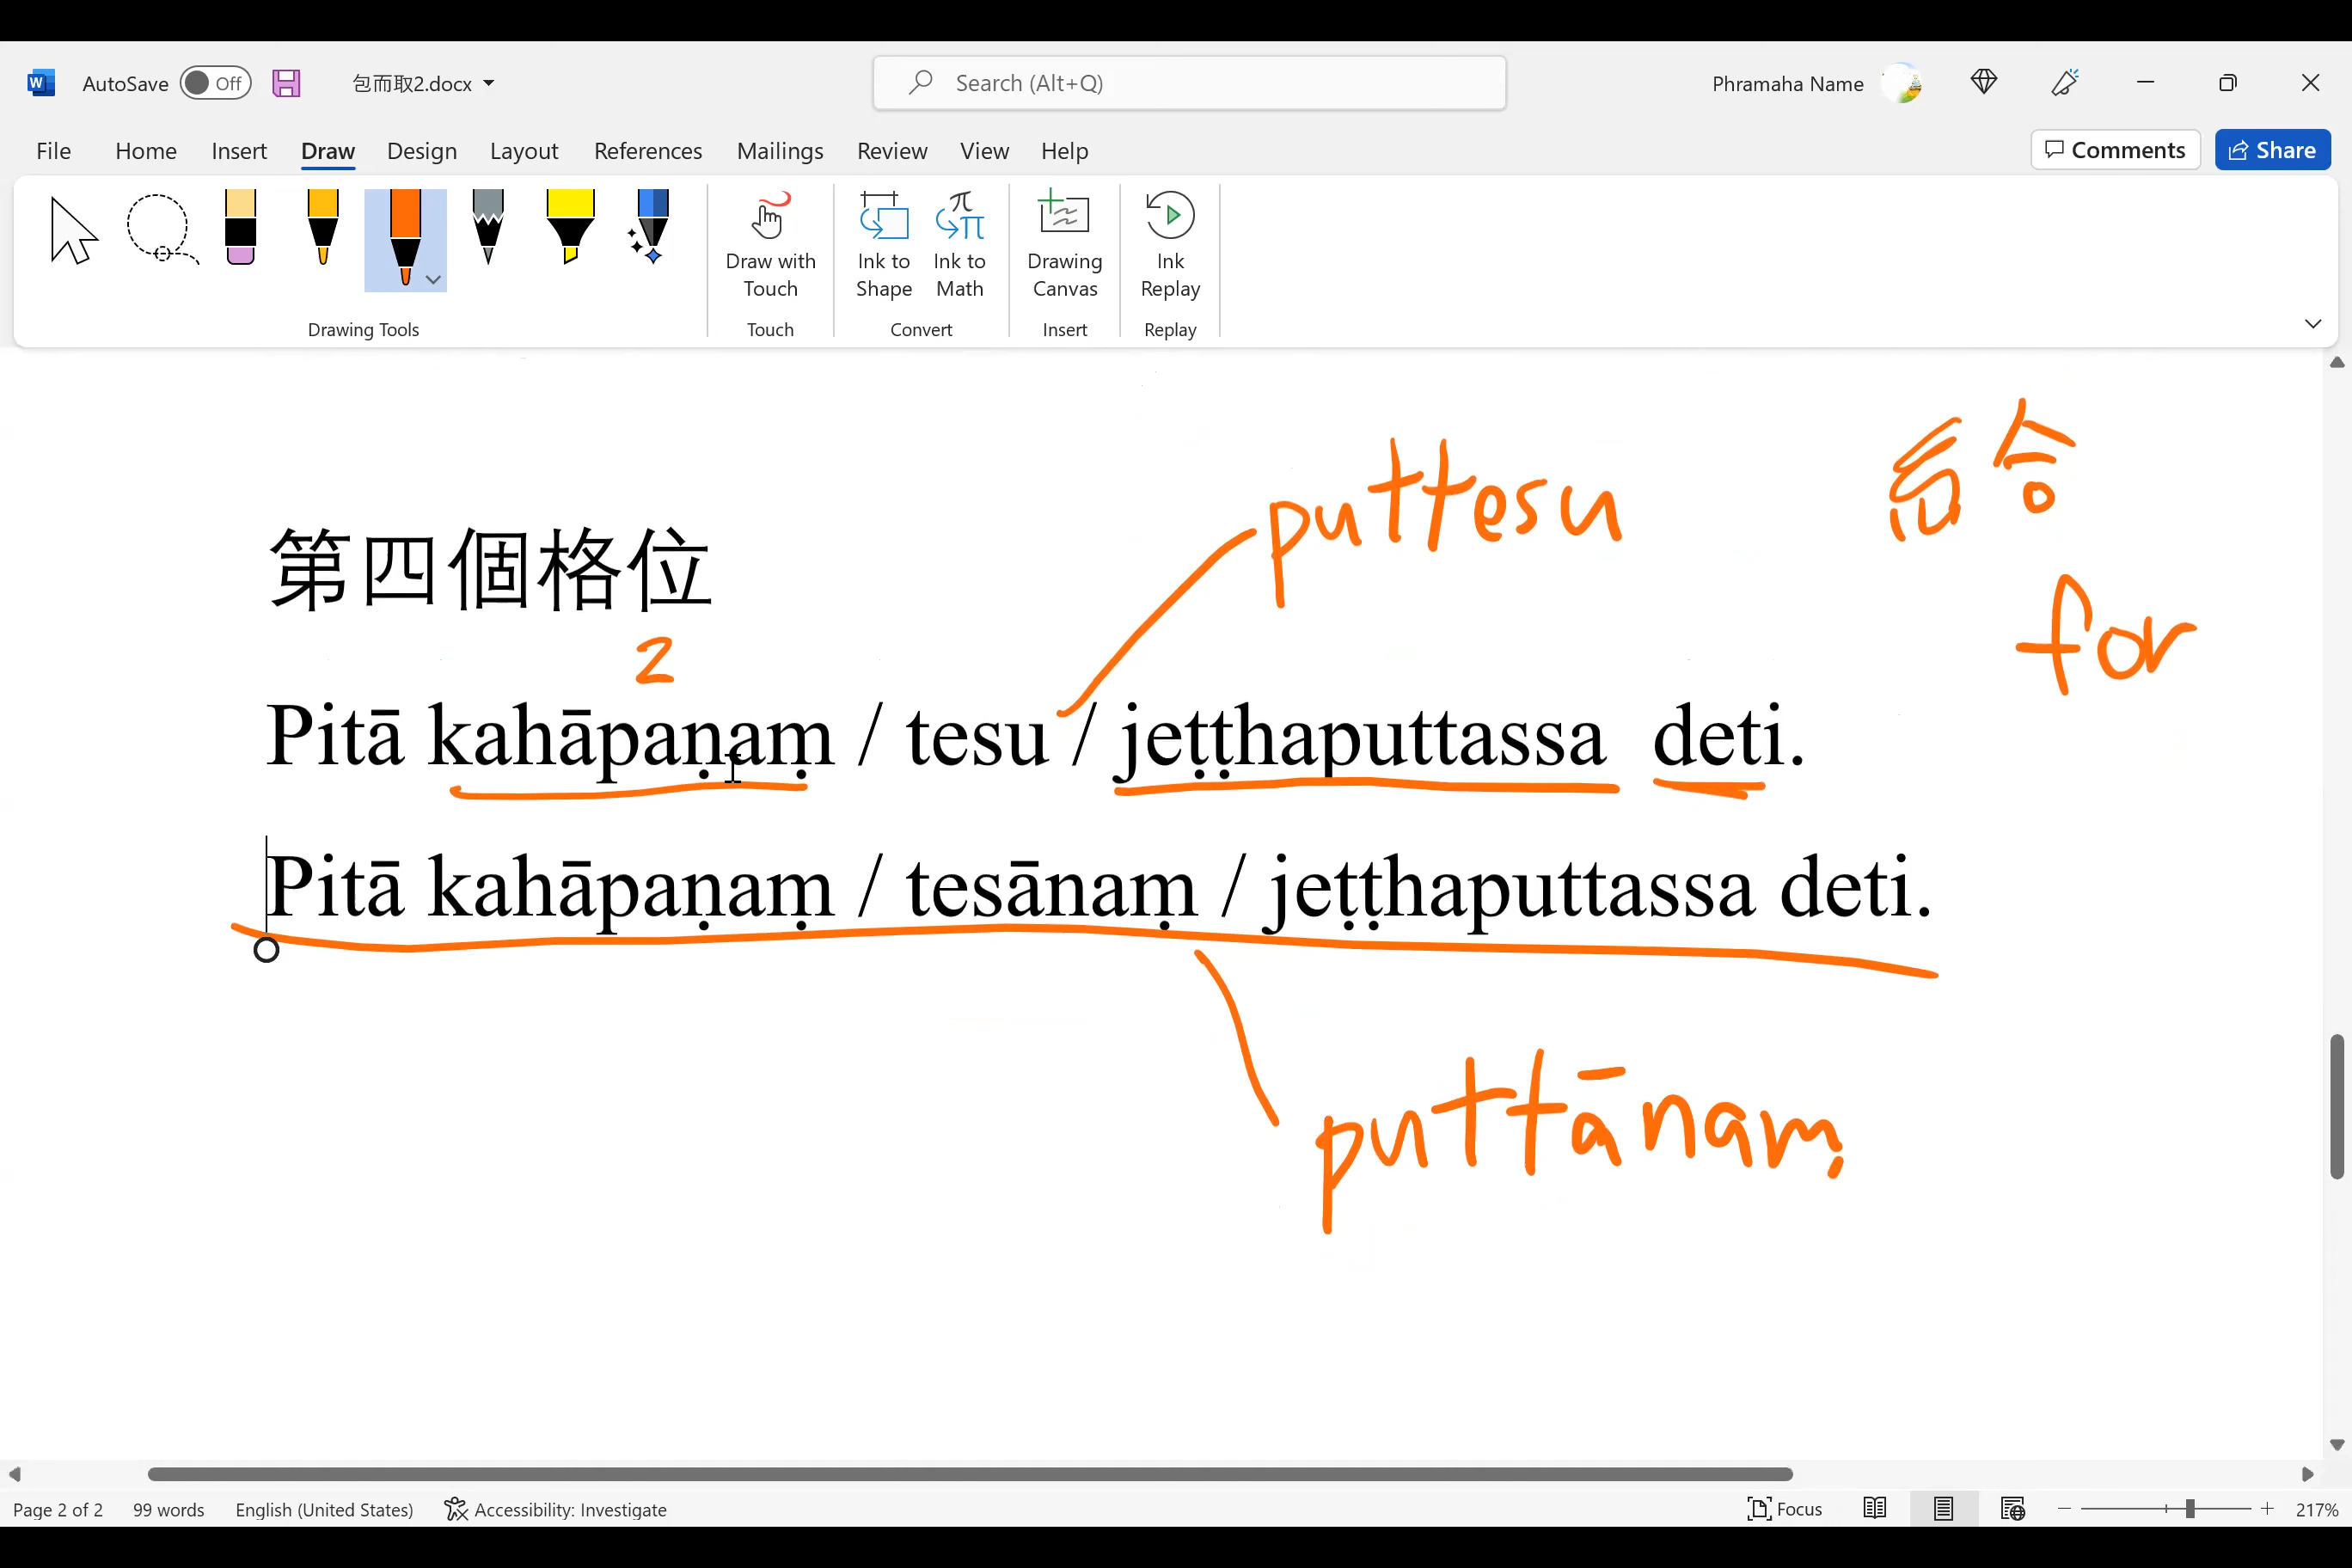 AutoSave Off 包而取2.docx Search (Alt+Q) Phramaha Name
File Home Insert Draw Design Layout References Mailings Review View Help Comments Share
Draw with Touch Ink to Shape Ink to Math Drawing Canvas Ink Replay
Drawing Tools Touch Convert Insert Replay
puttesu
第四個格位
for
2
Pitā kahāpaṇaṃ / tesu / jeṭṭhaputtassa deti.
Pitā kahāpaṇaṃ / tesānaṃ / jeṭṭhaputtassa deti.
puttānaṃ
Page 2 of 2 99 words English (United States) Accessibility: Investigate Focus 217%